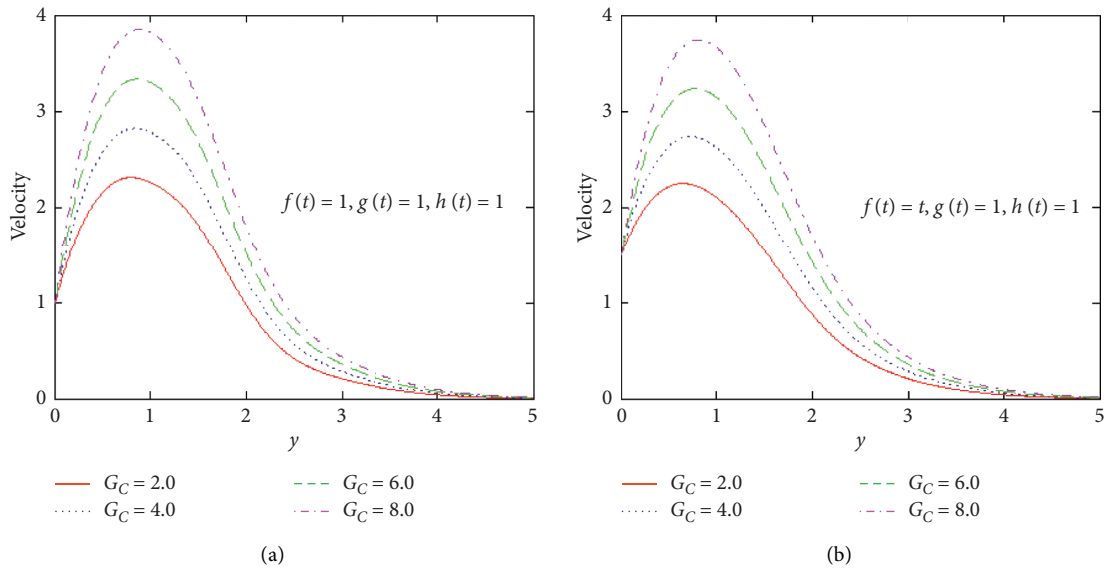 4
3
2
1
0
Velocity
f(t) = 1, g(t) = 1, h(t) = 1
0 1 2 3 4 5
y
G_C = 2.0
G_C = 4.0
G_C = 6.0
G_C = 8.0
(a)
4
3
2
1
0
Velocity
f(t) = t, g(t) = 1, h(t) = 1
0 1 2 3 4 5
y
G_C = 2.0
G_C = 4.0
G_C = 6.0
G_C = 8.0
(b)